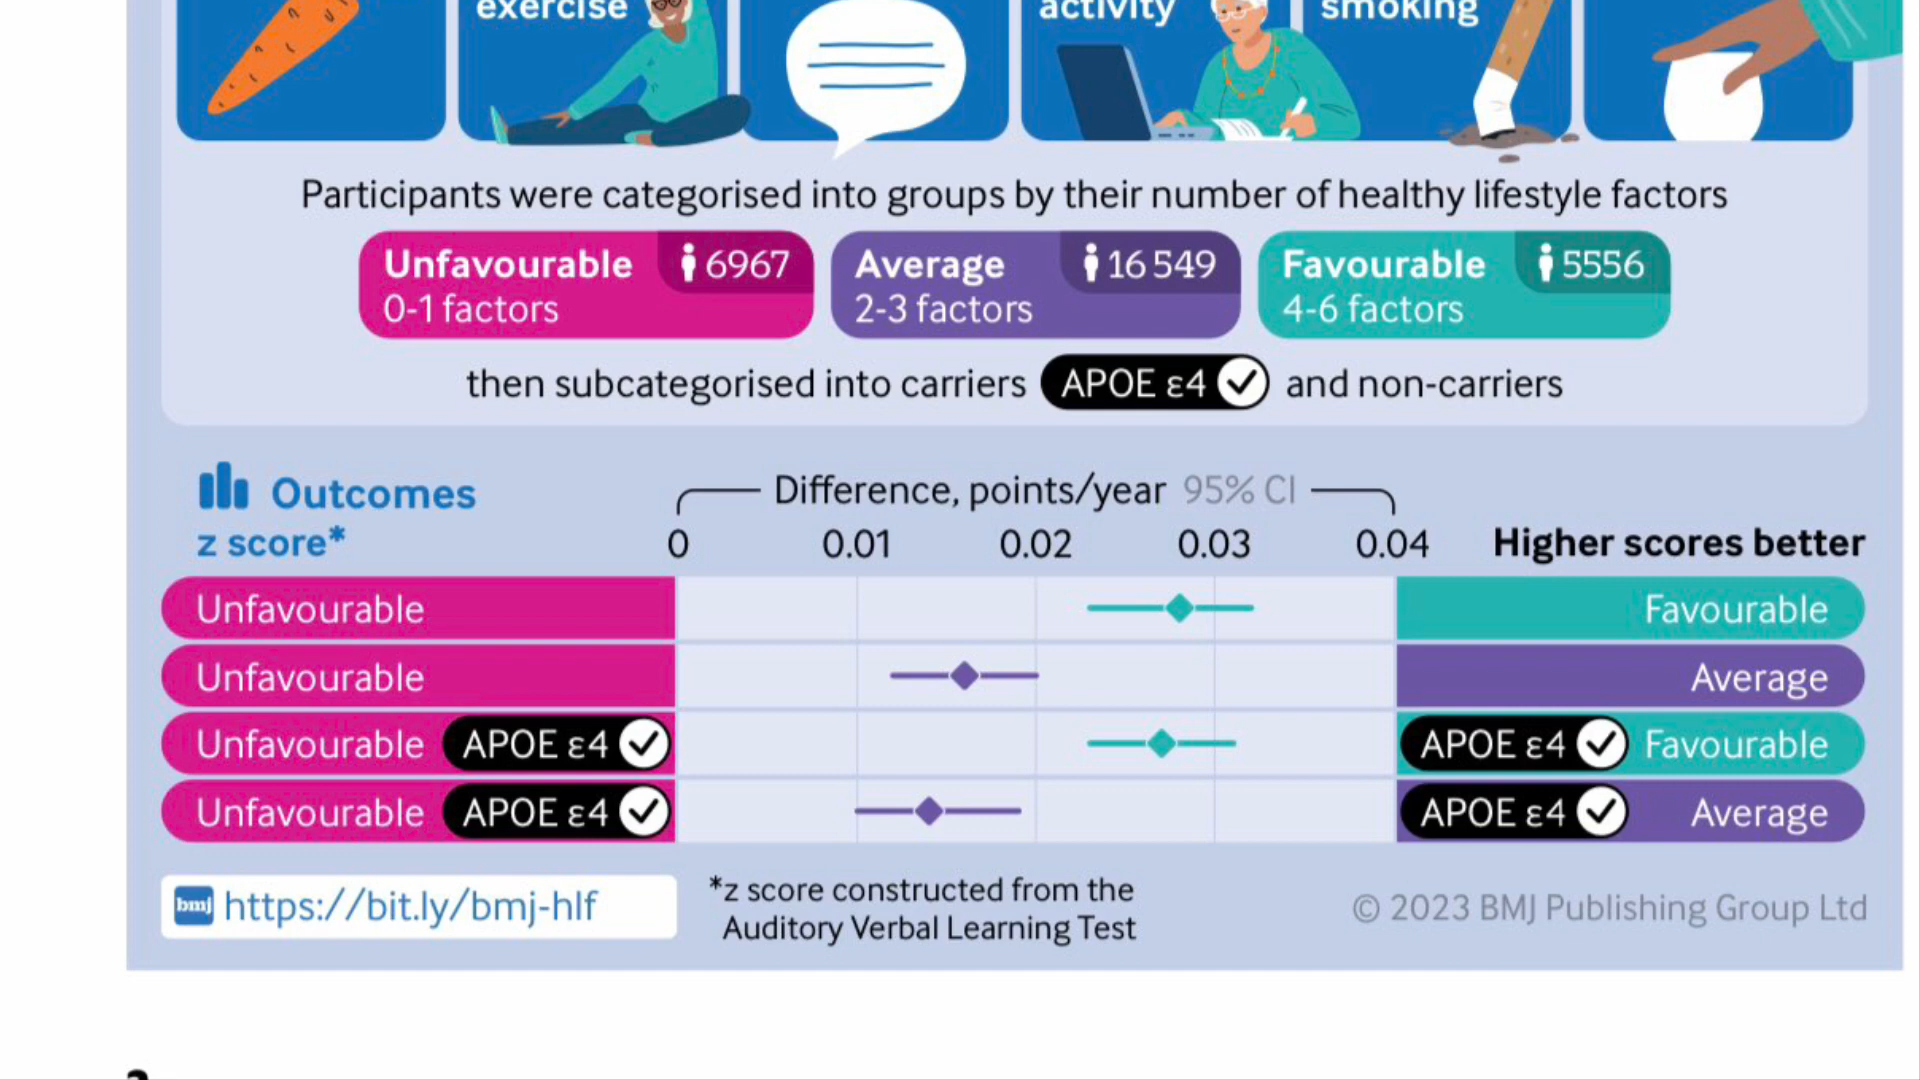 exercise
activity
smoking
Participants were categorised into groups by their number of healthy lifestyle factors
Unfavourable 6967
0-1 factors
Average 16 549
2-3 factors
Favourable 5556
4-6 factors
then subcategorised into carriers APOE ε4 and non-carriers
Outcomes
z score*
Difference, points/year 95% CI
0 0.01 0.02 0.03 0.04
Higher scores better
Unfavourable Favourable
Unfavourable Average
Unfavourable APOE ε4 APOE ε4 Favourable
Unfavourable APOE ε4 APOE ε4 Average
bmj https://bit.ly/bmj-hlf
*z score constructed from the
Auditory Verbal Learning Test
© 2023 BMJ Publishing Group Ltd